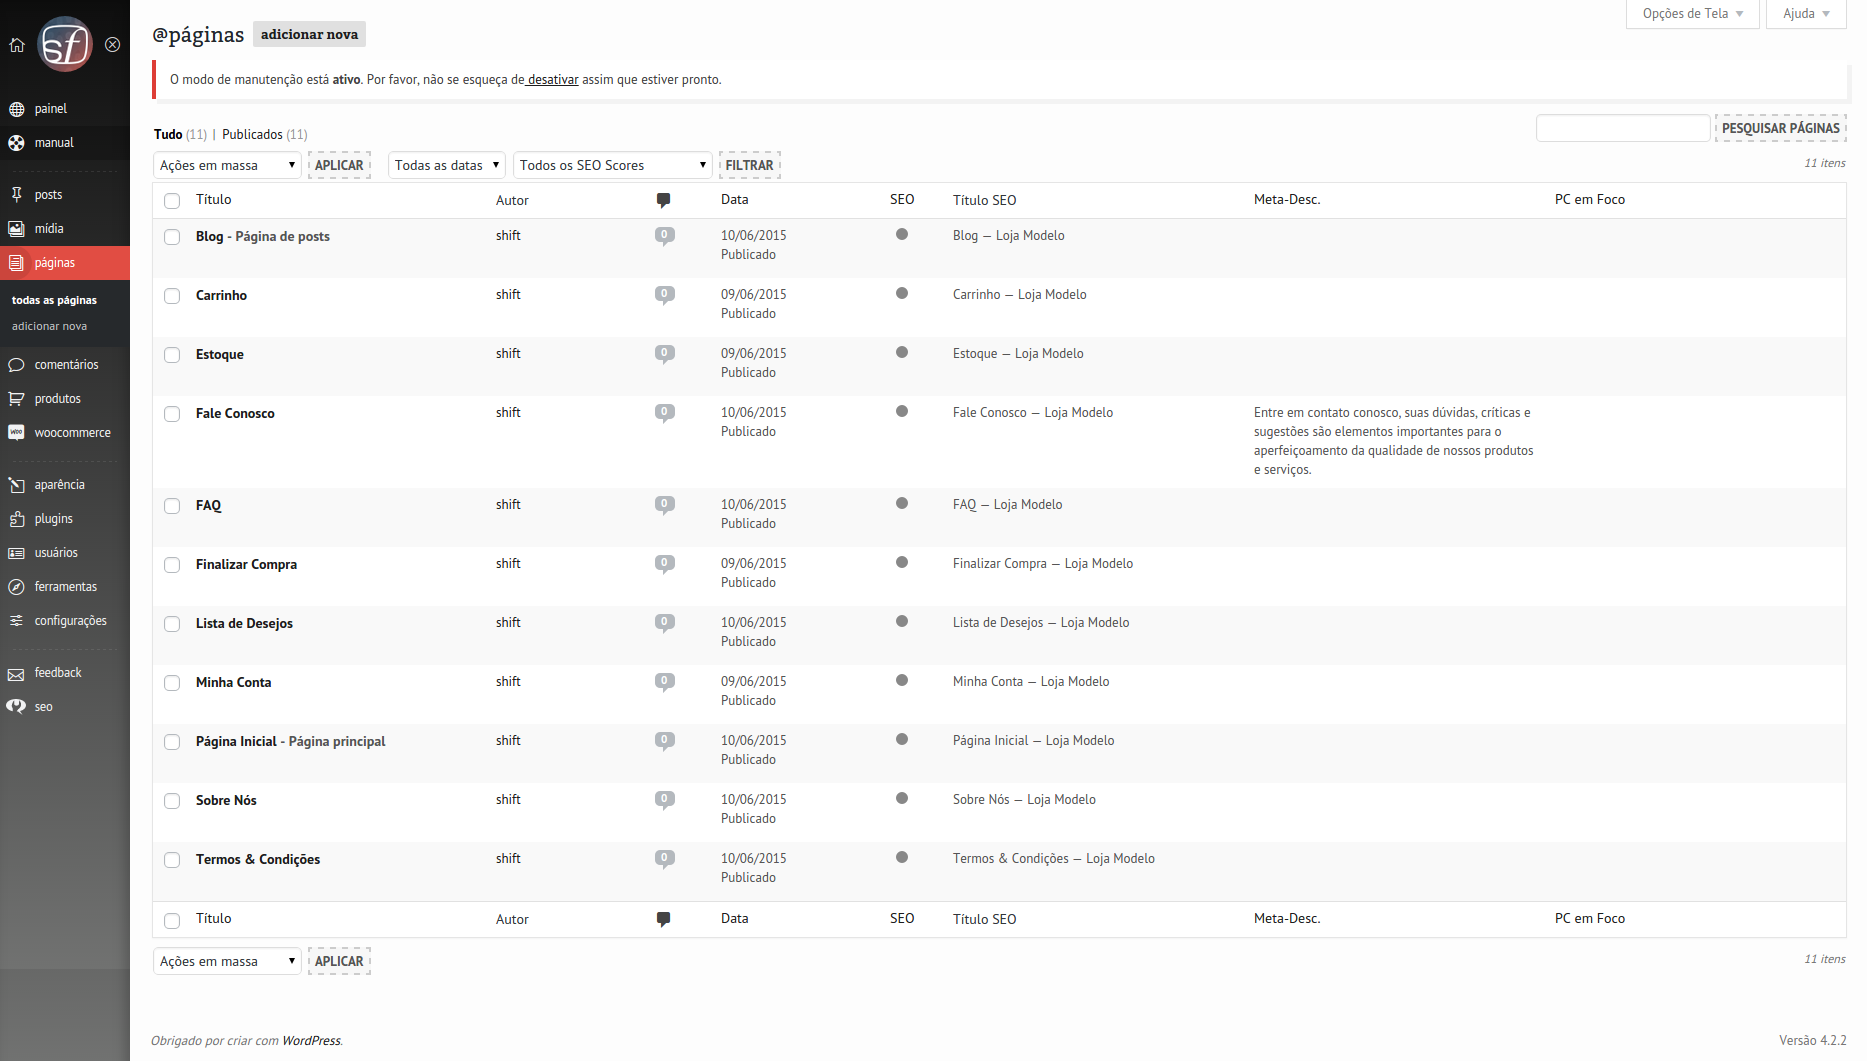 sf
@páginas adicionar nova
Opções de Tela Ajuda
O modo de manutenção está ativo. Por favor, não se esqueça de desativar assim que estiver pronto.
painel
manual
posts
mídia
páginas
todas as páginas
adicionar nova
comentários
produtos
woocommerce
aparência
plugins
usuários
ferramentas
configurações
feedback
seo
Tudo (11) | Publicados (11)
PESQUISAR PÁGINAS
Ações em massa APLICAR Todas as datas Todos os SEO Scores FILTRAR
11 itens
Título Autor Data SEO Título SEO Meta-Desc. PC em Foco
Blog - Página de posts shift 0 10/06/2015 Blog — Loja Modelo
Publicado
Carrinho shift 0 09/06/2015 Carrinho — Loja Modelo
Publicado
Estoque shift 0 09/06/2015 Estoque — Loja Modelo
Publicado
Fale Conosco shift 0 10/06/2015 Fale Conosco — Loja Modelo Entre em contato conosco, suas dúvidas, críticas e
Publicado sugestões são elementos importantes para o
aperfeiçoamento da qualidade de nossos produtos
e serviços.
FAQ shift 0 10/06/2015 FAQ — Loja Modelo
Publicado
Finalizar Compra shift 0 09/06/2015 Finalizar Compra — Loja Modelo
Publicado
Lista de Desejos shift 0 10/06/2015 Lista de Desejos — Loja Modelo
Publicado
Minha Conta shift 0 09/06/2015 Minha Conta — Loja Modelo
Publicado
Página Inicial - Página principal shift 0 10/06/2015 Página Inicial — Loja Modelo
Publicado
Sobre Nós shift 0 10/06/2015 Sobre Nós — Loja Modelo
Publicado
Termos & Condições shift 0 10/06/2015 Termos & Condições — Loja Modelo
Publicado
Título Autor Data SEO Título SEO Meta-Desc. PC em Foco
Ações em massa APLICAR
11 itens
Obrigado por criar com WordPress.
Versão 4.2.2